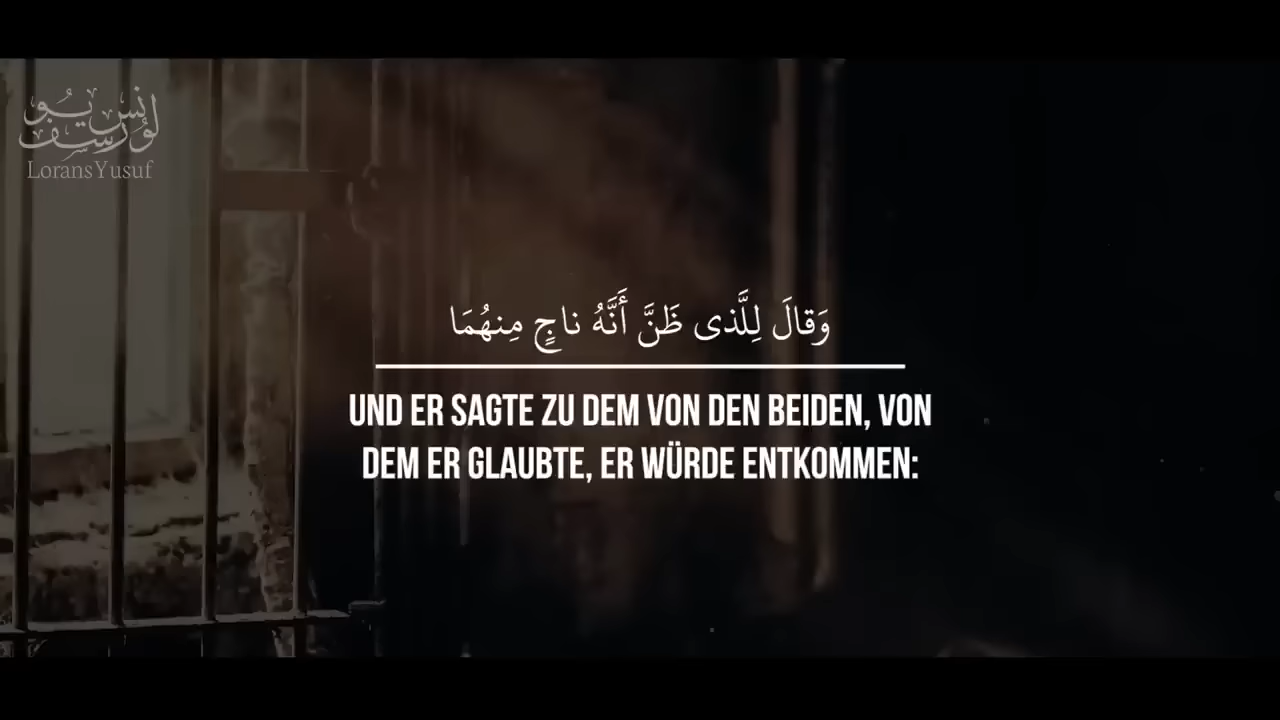 لورنس يوسف
LoransYusuf
وَقالَ لِلَّذى ظَنَّ أَنَّهُ ناجٍ مِنهُمَا
UND ER SAGTE ZU DEM VON DEN BEIDEN, VON
DEM ER GLAUBTE, ER WÜRDE ENTKOMMEN: